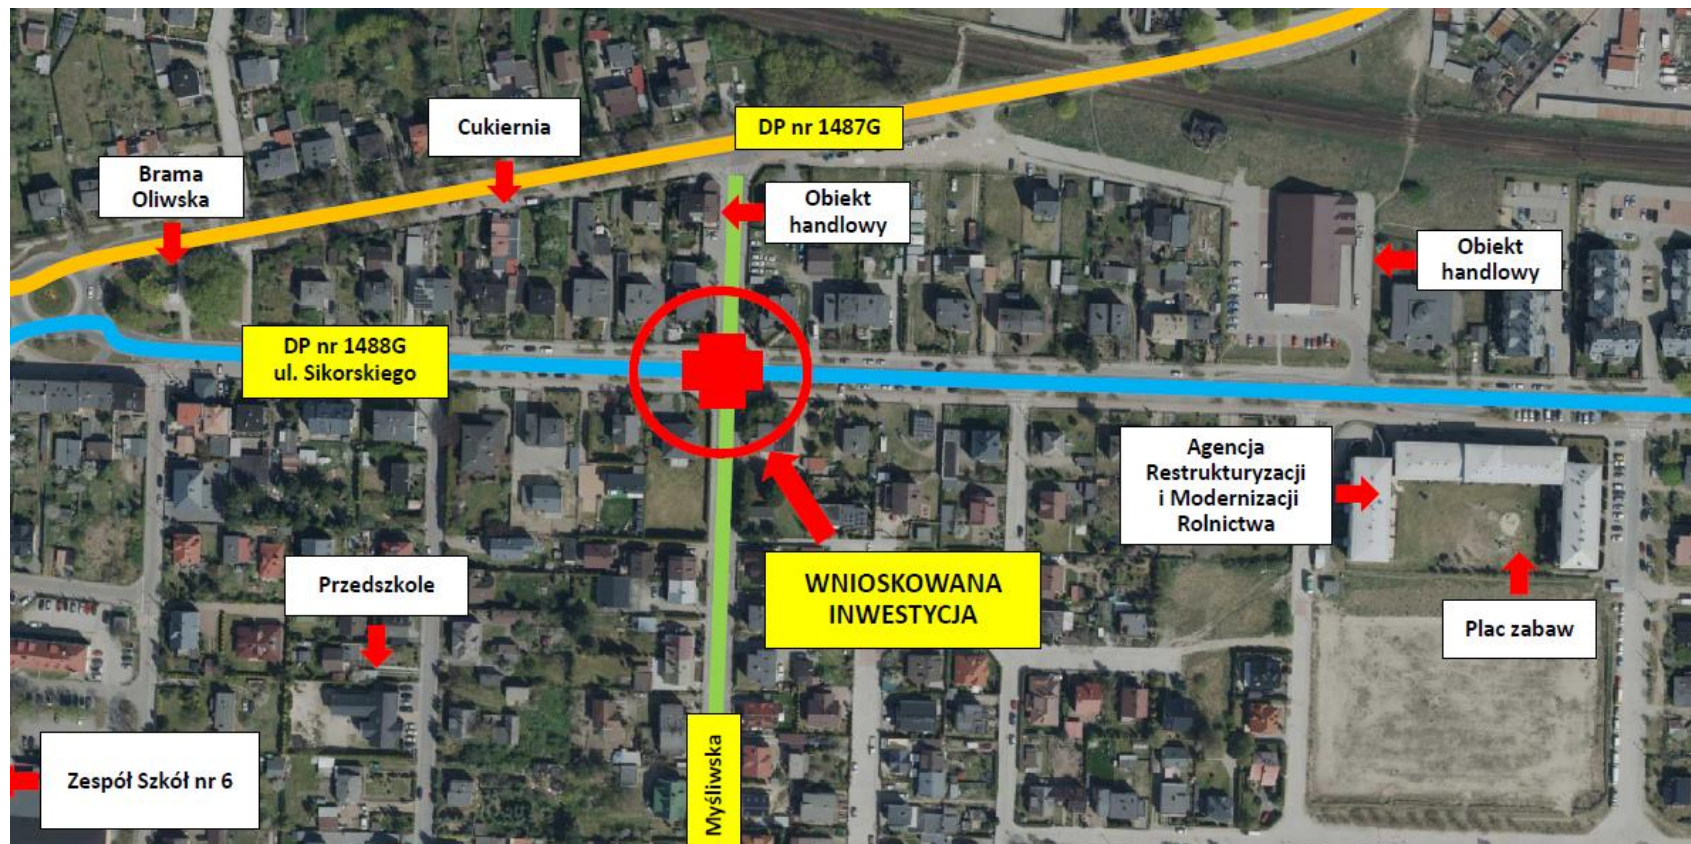 DP nr 1487G
Cukiernia
Brama
Oliwska
Obiekt
handlowy
Obiekt
handlowy
DP nr 1488G
ul. Sikorskiego
Agencja
Restrukturyzacji
i Modernizacji
Rolnictwa
WNIOSKOWANA
INWESTYCJA
Przedszkole
Plac zabaw
Zespół Szkół nr 6
Myśliwska